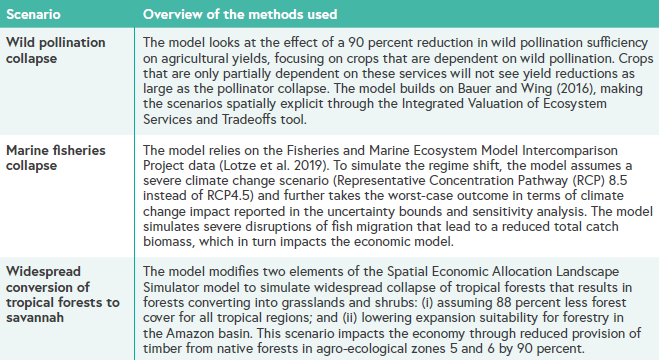 Scenario Overview of the methods used
Wild pollination
collapse
The model looks at the effect of a 90 percent reduction in wild pollination sufficiency
on agricultural yields, focusing on crops that are dependent on wild pollination. Crops
that are only partially dependent on these services will not see yield reductions as
large as the pollinator collapse. The model builds on Bauer and Wing (2016), making
the scenarios spatially explicit through the Integrated Valuation of Ecosystem
Services and Tradeoffs tool.
Marine fisheries
collapse
The model relies on the Fisheries and Marine Ecosystem Model Intercomparison
Project data (Lotze et al. 2019). To simulate the regime shift, the model assumes a
severe climate change scenario (Representative Concentration Pathway (RCP) 8.5
instead of RCP4.5) and further takes the worst-case outcome in terms of climate
change impact reported in the uncertainty bounds and sensitivity analysis. The model
simulates severe disruptions of fish migration that lead to a reduced total catch
biomass, which in turn impacts the economic model.
Widespread
conversion of
tropical forests to
savannah
The model modifies two elements of the Spatial Economic Allocation Landscape
Simulator model to simulate widespread collapse of tropical forests that results in
forests converting into grasslands and shrubs: (i) assuming 88 percent less forest
cover for all tropical regions; and (ii) lowering expansion suitability for forestry in
the Amazon basin. This scenario impacts the economy through reduced provision of
timber from native forests in agro-ecological zones 5 and 6 by 90 percent.